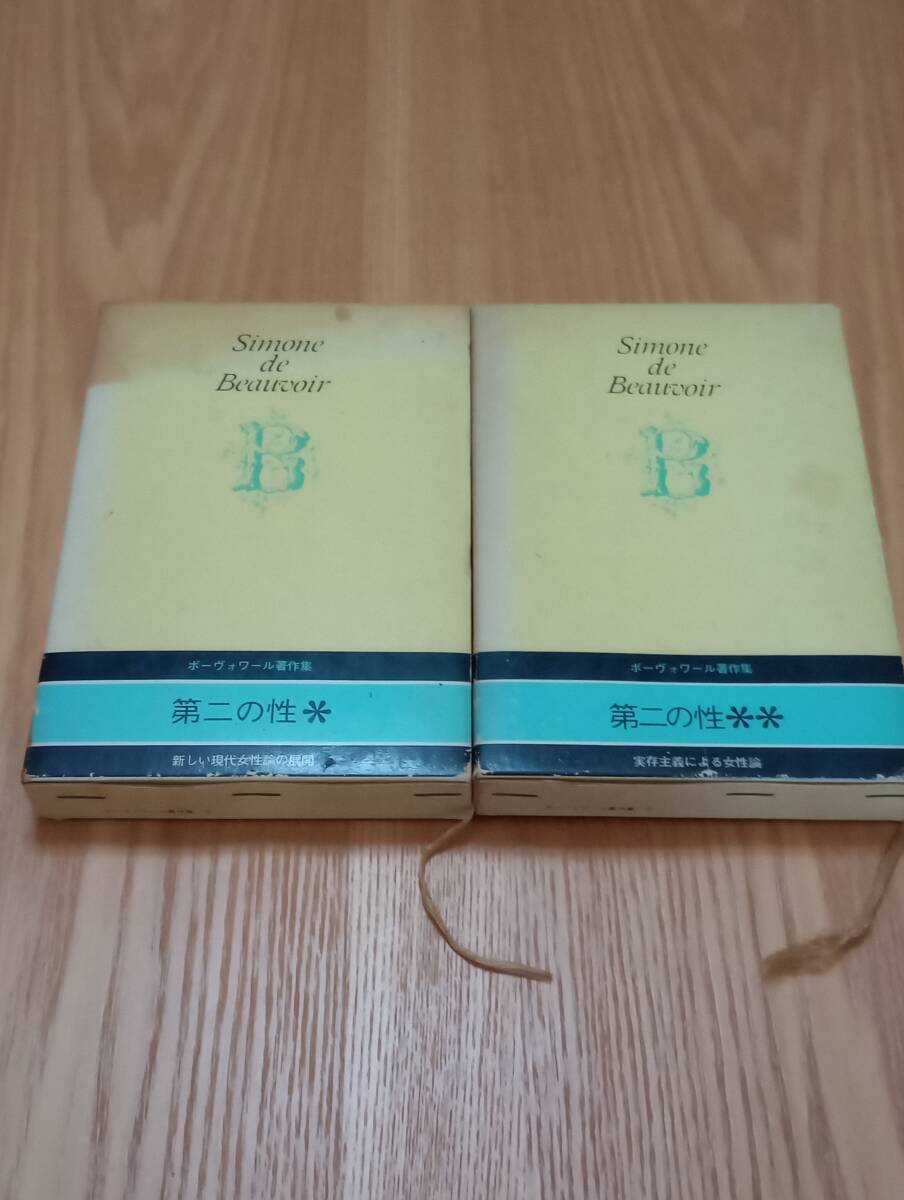 Simone
de
Beauvoir
B
ボーヴォワール著作集
第二の性*
新しい現代女性論の展開
Simone
de
Beauvoir
B
ボーヴォワール著作集
第二の性**
実存主義による女性論